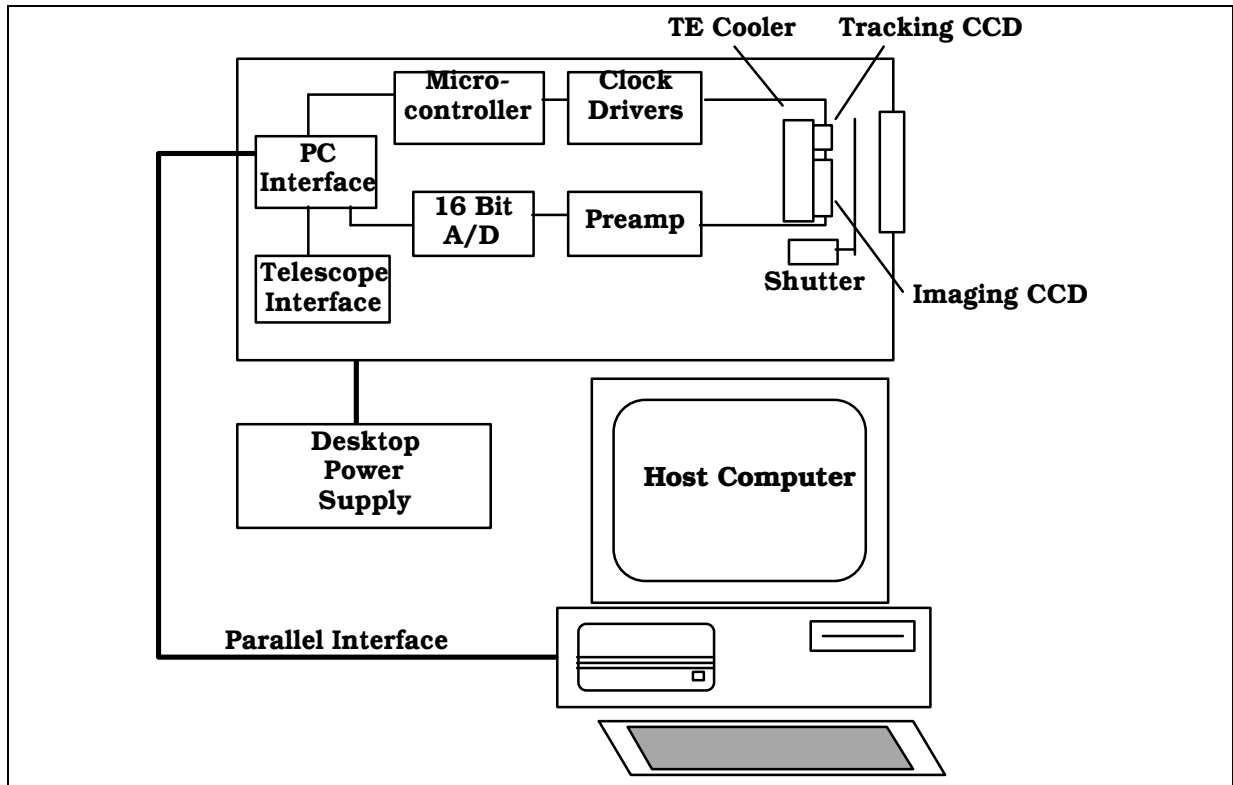 TE Cooler
Tracking CCD
Micro-
controller
Clock
Drivers
PC
Interface
16 Bit
A/D
Preamp
Telescope
Interface
Shutter
Imaging CCD
Desktop
Power
Supply
Host Computer
Parallel Interface